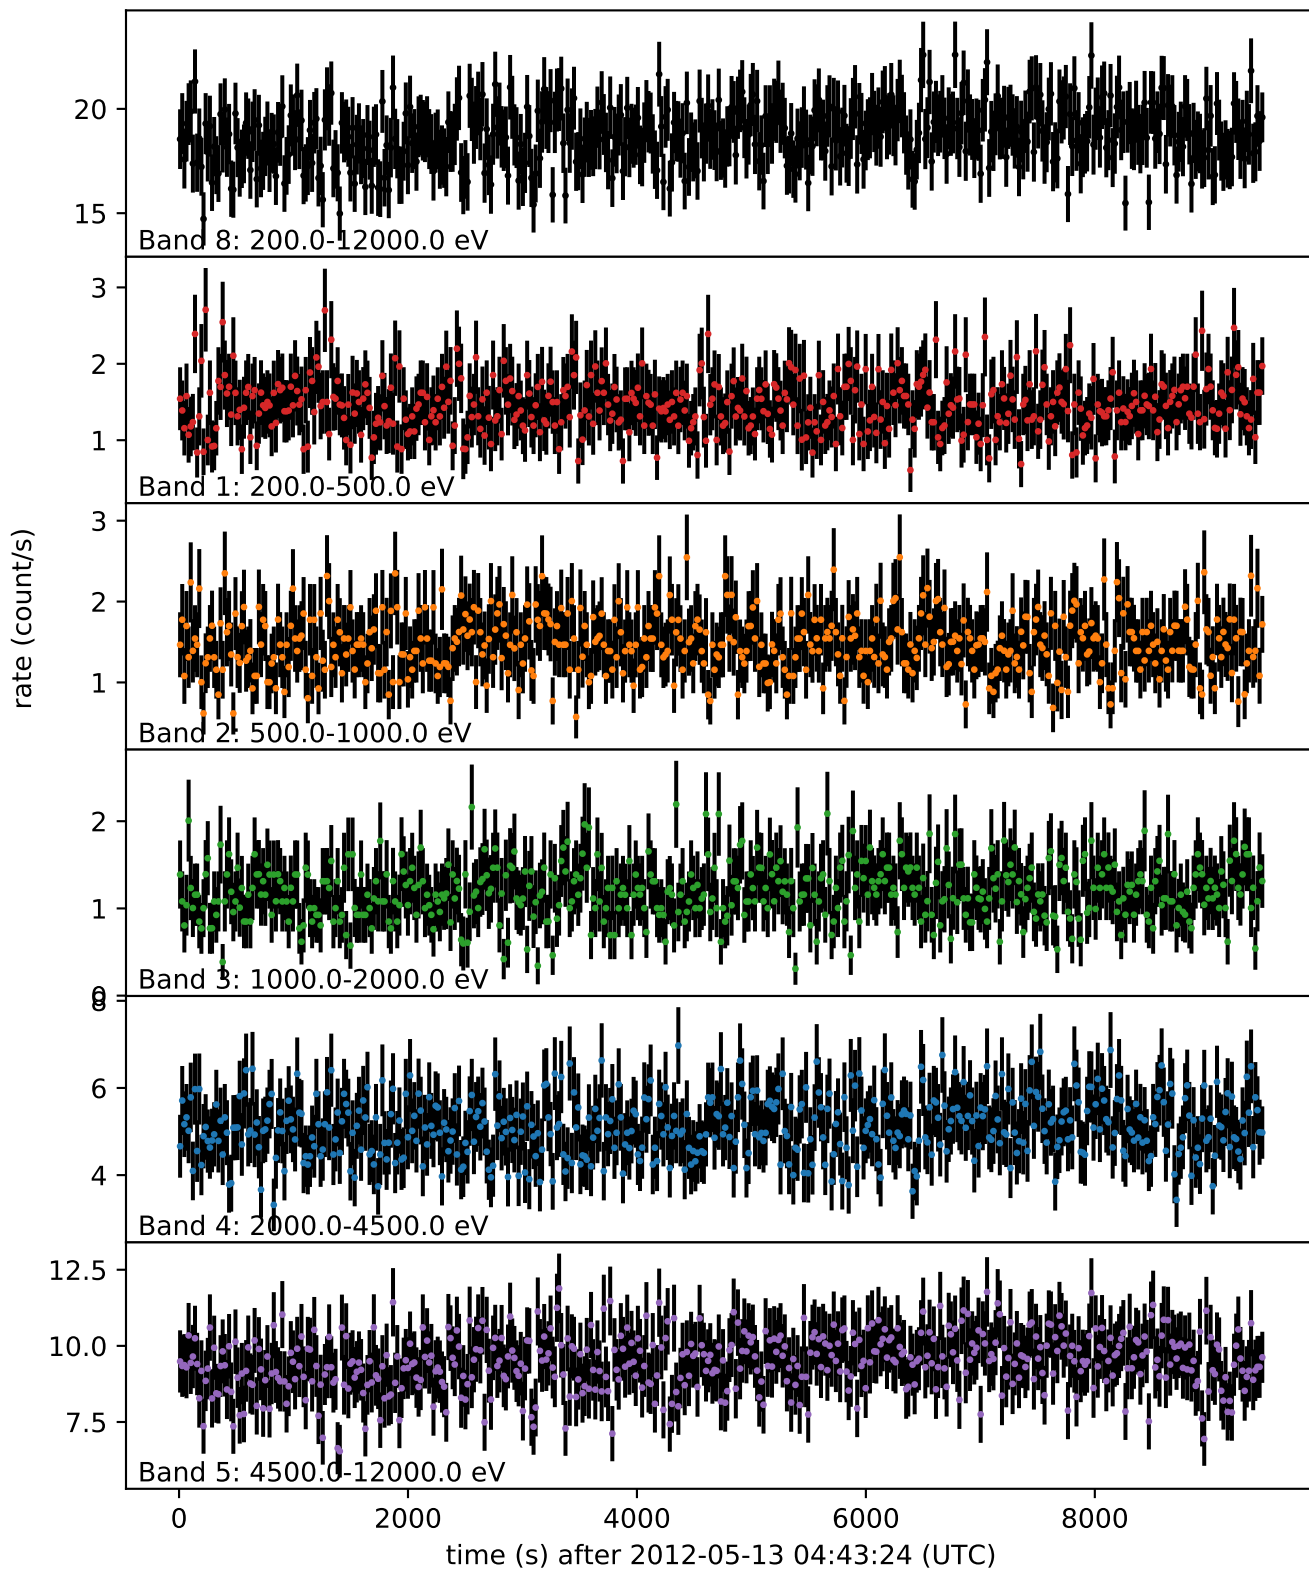 20
15
Band 8: 200.0-12000.0 eV
3
2
1
Band 1: 200.0-500.0 eV
rate (count/s)
3
2
1
Band 2: 500.0-1000.0 eV
2
1
0
Band 3: 1000.0-2000.0 eV
8
6
4
Band 4: 2000.0-4500.0 eV
12.5
10.0
7.5
Band 5: 4500.0-12000.0 eV
0 2000 4000 6000 8000
time (s) after 2012-05-13 04:43:24 (UTC)